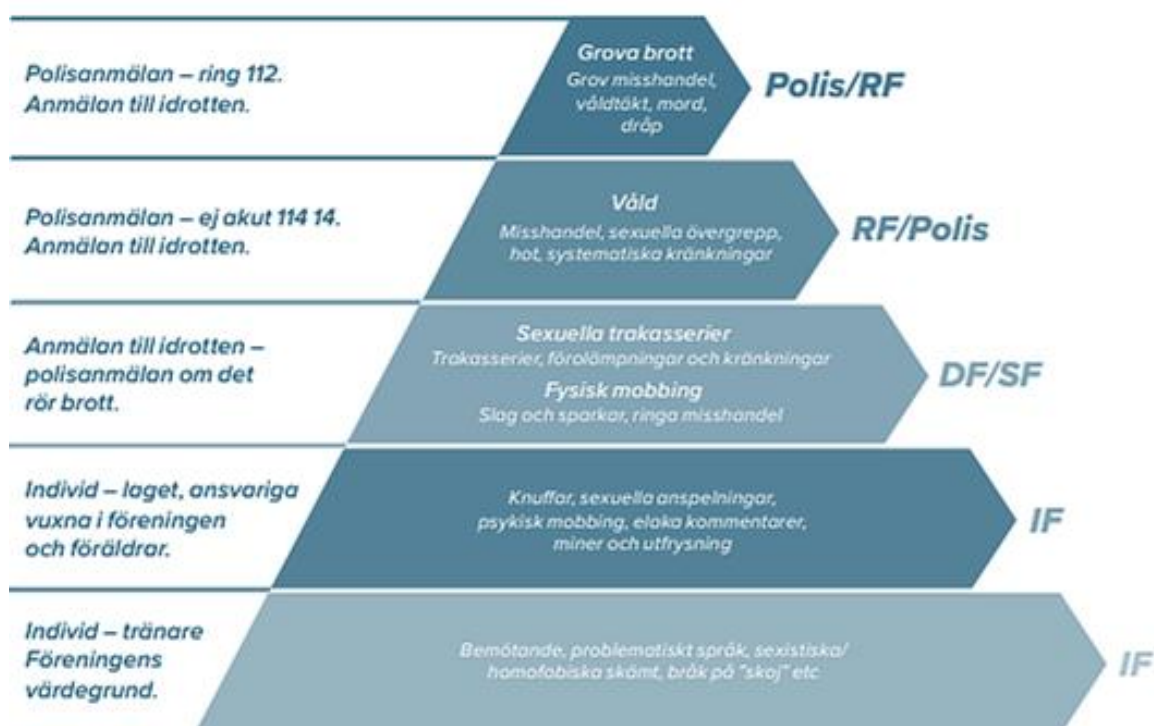 Polisanmälan – ring 112.
Anmälan till idrotten.
Grova brott
Grov misshandel,
våldtäkt, mord,
dråp
Polis/RF
Polisanmälan – ej akut 114 14.
Anmälan till idrotten.
Våld
Misshandel, sexuella övergrepp,
hot, systematiska kränkningar
RF/Polis
Anmälan till idrotten –
polisanmälan om det
rör brott.
Sexuella trakasserier
Trakasserier, förolämpningar och kränkningar
Fysisk mobbing
Slag och sparkar, ringa misshandel
DF/SF
Individ – laget, ansvariga
vuxna i föreningen
och föräldrar.
Knuffar, sexuella anspelningar,
psykisk mobbing, elaka kommentarer,
miner och utfrysning
IF
Individ – tränare
Föreningens
värdegrund.
Bemötande, problematiskt språk, sexistiska/
homofobiska skämt, bråk på "skoj" etc
IF